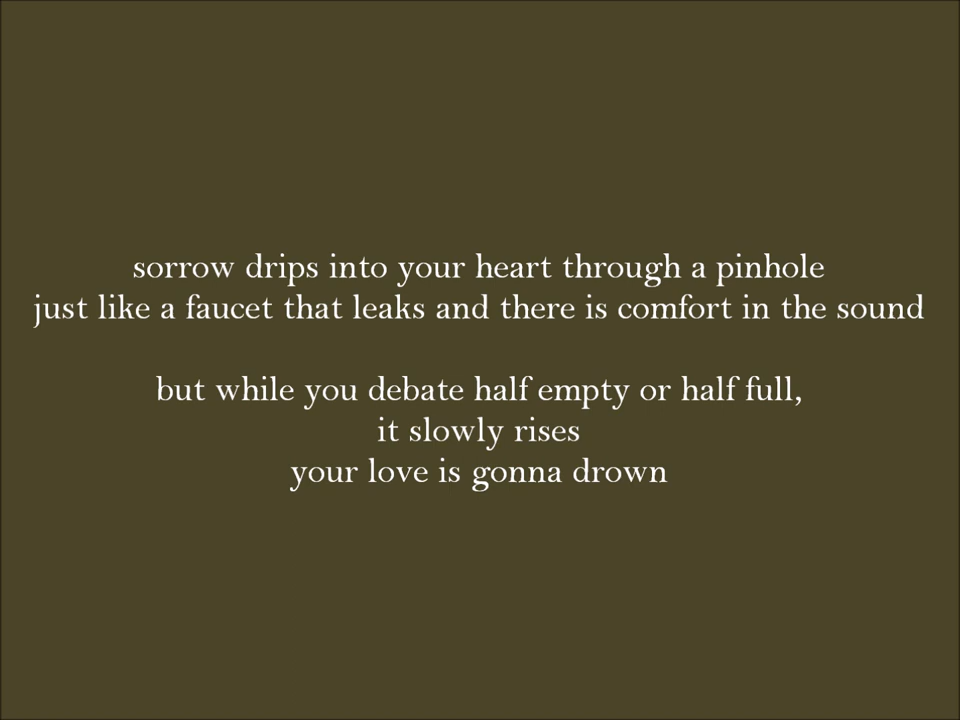 sorrow drips into your heart through a pinhole
just like a faucet that leaks and there is comfort in the sound
but while you debate half empty or half full,
it slowly rises
your love is gonna drown